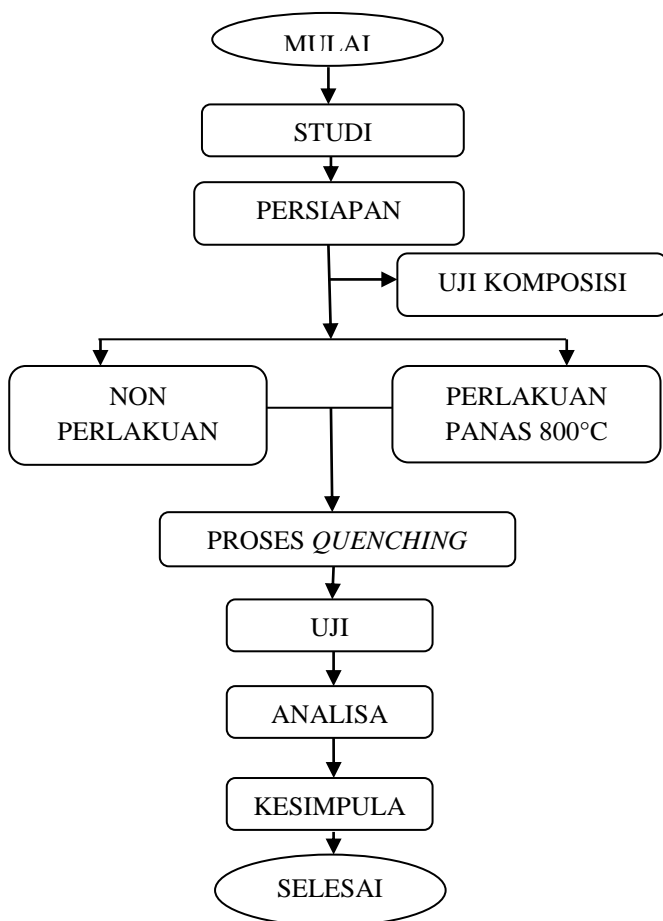 MULAI
STUDI
PERSIAPAN
UJI KOMPOSISI
NON
PERLAKUAN
PERLAKUAN
PANAS 800°C
PROSES QUENCHING
UJI
ANALISA
KESIMPULA
SELESAI